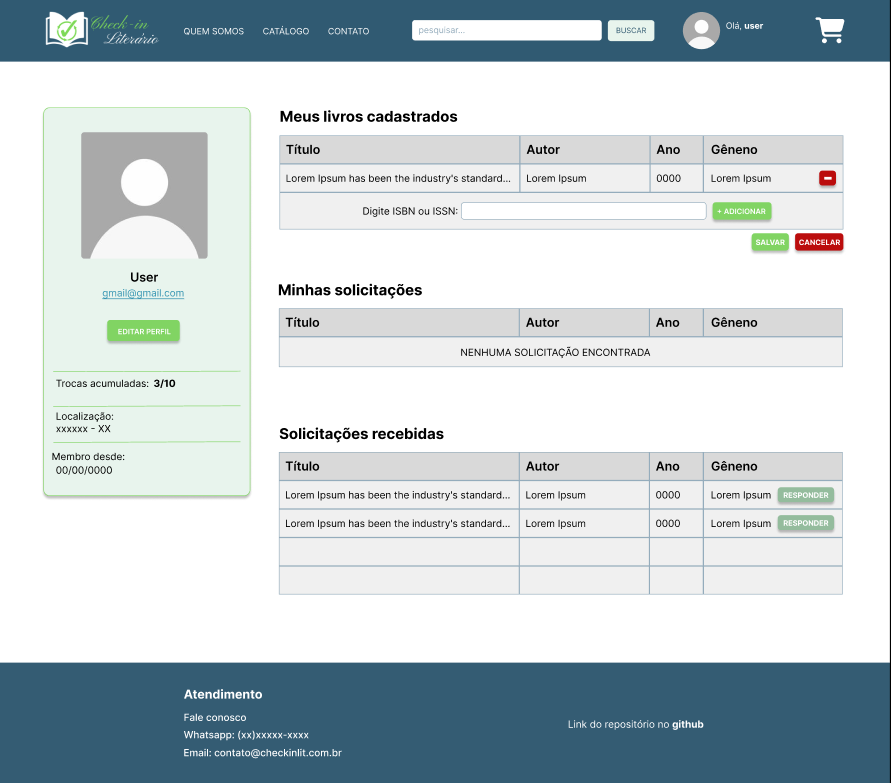 Check-in
Literário
QUEM SOMOS CATÁLOGO CONTATO
pesquisar...
BUSCAR
Olá, user
User
gmail@gmail.com
EDITAR PERFIL
Trocas acumuladas: 3/10
Localização:
xxxxxx - XX
Membro desde:
00/00/0000
Meus livros cadastrados
Título Autor Ano Gêneno
Lorem Ipsum has been the industry's standard... Lorem Ipsum 0000 Lorem Ipsum
Digite ISBN ou ISSN: + ADICIONAR
SALVAR CANCELAR
Minhas solicitações
Título Autor Ano Gêneno
NENHUMA SOLICITAÇÃO ENCONTRADA
Solicitações recebidas
Título Autor Ano Gêneno
Lorem Ipsum has been the industry's standard... Lorem Ipsum 0000 Lorem Ipsum RESPONDER
Lorem Ipsum has been the industry's standard... Lorem Ipsum 0000 Lorem Ipsum RESPONDER
Atendimento
Fale conosco
Whatsapp: (xx)xxxxx-xxxx
Email: contato@checkinlit.com.br
Link do repositório no github